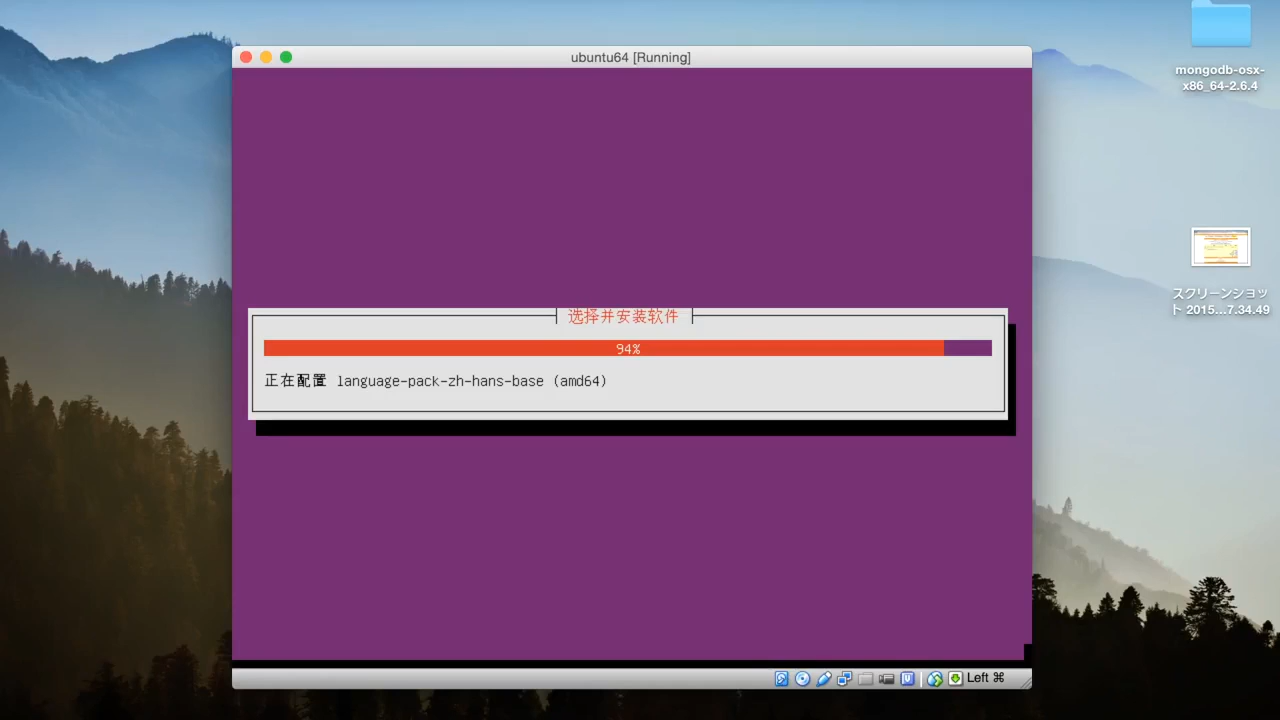 ubuntu64 [Running]
mongodb-osx-
x86_64-2.6.4
选择并安装软件
94%
正在配置 language-pack-zh-hans-base (amd64)
スクリーンショッ
ト 2015...7.34.49
Left ⌘